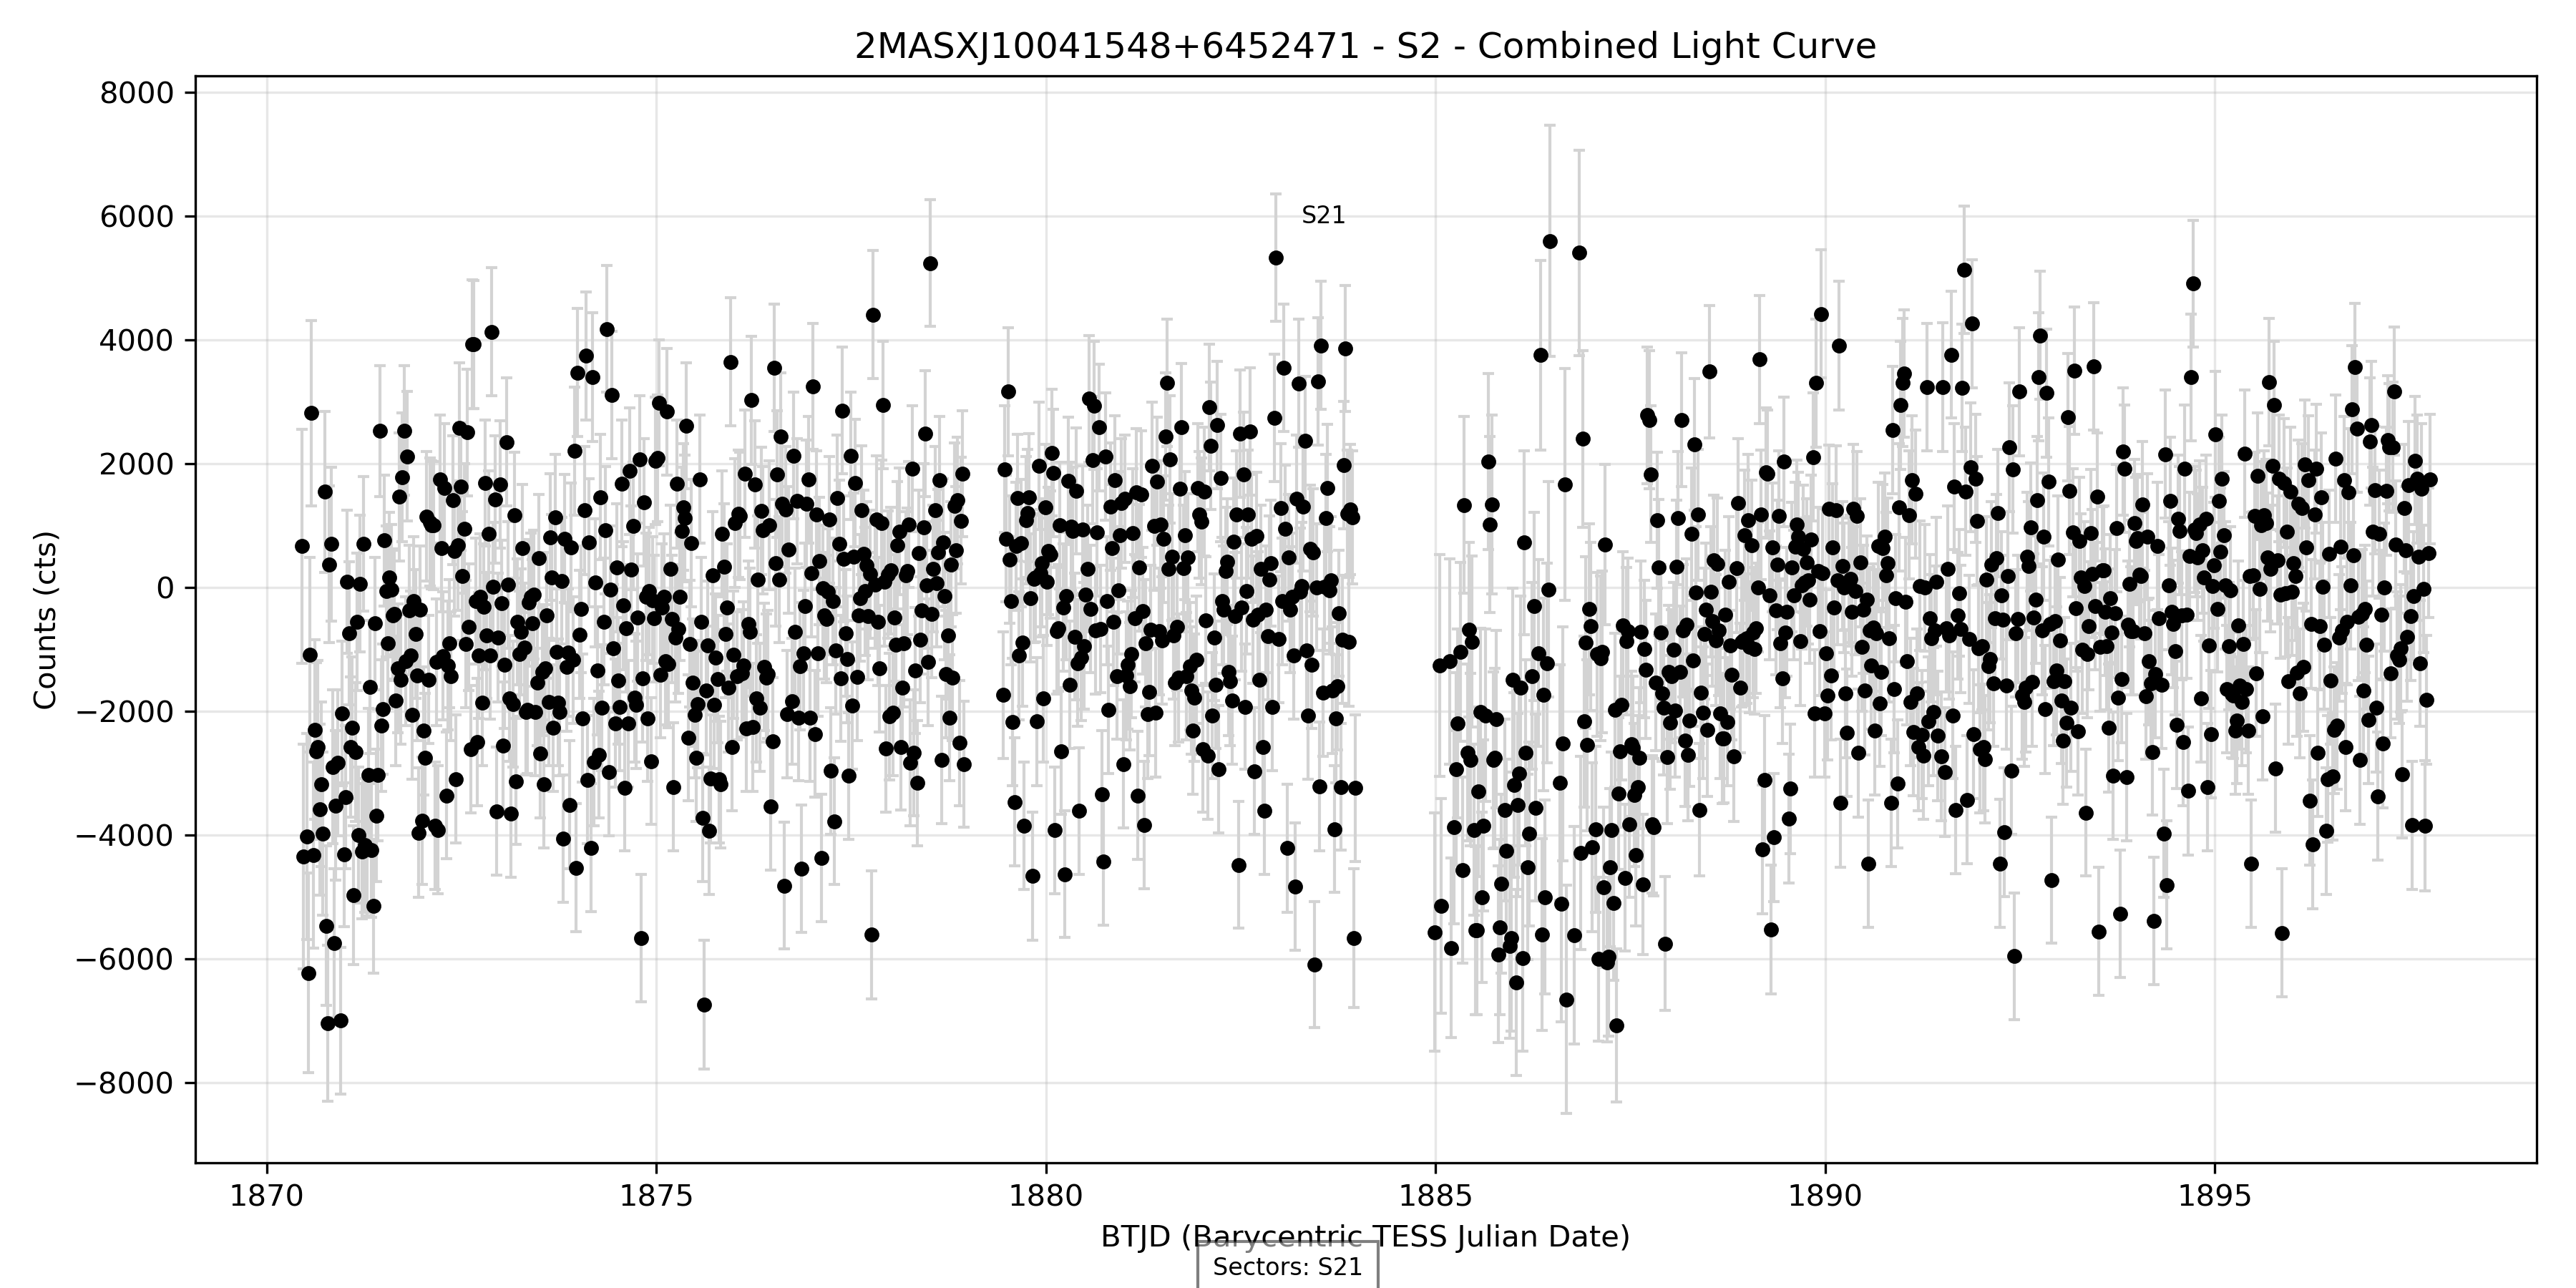 2MASXJ10041548+6452471 - S2 - Combined Light Curve
8000
6000
4000
2000
0
−2000
−4000
−6000
−8000
Counts (cts)
S21
1870 1875 1880 1885 1890 1895
BTJD (Barycentric TESS Julian Date)
Sectors: S21